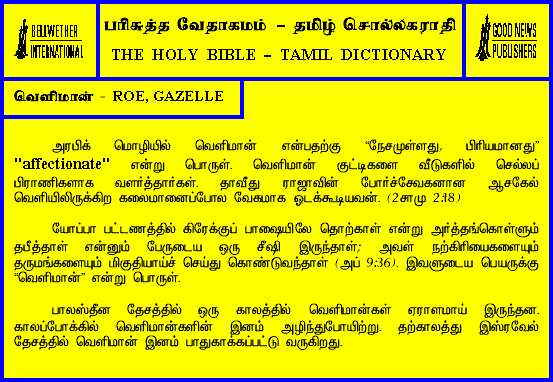 BELLWETHER
INTERNATIONAL
பரிசுத்த வேதாகமம் – தமிழ் சொல்லகராதி
THE HOLY BIBLE – TAMIL DICTIONARY
GOOD NEWS
PUBLISHERS
வெளிமான் - ROE, GAZELLE
அரபிக் மொழியில் வெளிமான் என்பதற்கு “நேசமுள்ளது, பிரியமானது”
"affectionate" என்று பொருள். வெளிமான் குட்டிகளை வீடுகளில் செல்லப்
பிராணிகளாக வளர்த்தார்கள். தாவீது ராஜாவின் போர்ச்சேவகனான ஆசகேல்
வெளியிலிருக்கிற கலைமானைப்போல வேகமாக ஓடக்கூடியவன். (2சாமு 2:18)
யோப்பா பட்டணத்தில் கிரேக்குப் பாஷையிலே தொற்காள் என்று அர்த்தங்கொள்ளும்
தபீத்தாள் என்னும் பேருடைய ஒரு சீஷி இருந்தாள்; அவள் நற்கிரியைகளையும்
தருமங்களையும் மிகுதியாய்ச் செய்து கொண்டுவந்தாள் (அப் 9:36). இவளுடைய பெயருக்கு
“வெளிமான்” என்று பொருள்.
பாலஸ்தீன தேசத்தில் ஒரு காலத்தில் வெளிமான்கள் ஏராளமாய் இருந்தன.
காலப்போக்கில் வெளிமான்களின் இனம் அழிந்துபோயிற்று. தற்காலத்து இஸ்ரவேல்
தேசத்தில் வெளிமான் இனம் பாதுகாக்கப்பட்டு வருகிறது.